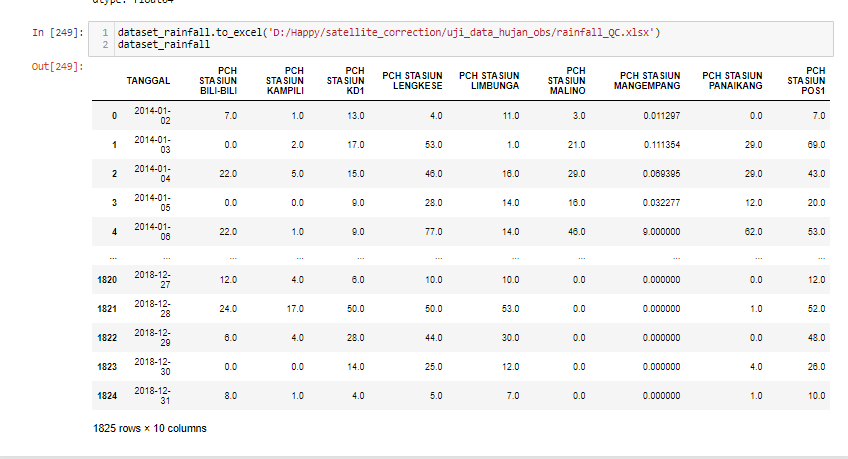 dtype: float64
In [249]: 1 dataset_rainfall.to_excel('D:/Happy/satellite_correction/uji_data_hujan_obs/rainfall_QC.xlsx')
2 dataset_rainfall
Out[249]:
TANGGAL PCH STASIUN BILI-BILI PCH STASIUN KAMPILI PCH STASIUN KD1 PCH STASIUN LENGKESE PCH STASIUN LIMBUNGA PCH STASIUN MALINO PCH STASIUN MANGEMPANG PCH STASIUN PANAIKANG PCH STASIUN POS1
0 2014-01-02 7.0 1.0 13.0 4.0 11.0 3.0 0.011297 0.0 7.0
1 2014-01-03 0.0 2.0 17.0 53.0 1.0 21.0 0.111354 29.0 69.0
2 2014-01-04 22.0 5.0 15.0 46.0 16.0 29.0 0.069395 29.0 43.0
3 2014-01-05 0.0 0.0 9.0 28.0 14.0 16.0 0.032277 12.0 20.0
4 2014-01-06 22.0 1.0 9.0 77.0 14.0 46.0 9.000000 62.0 53.0
... ... ... ... ... ... ... ... ... ... ...
1820 2018-12-27 12.0 4.0 6.0 10.0 10.0 0.0 0.000000 0.0 12.0
1821 2018-12-28 24.0 17.0 50.0 50.0 53.0 0.0 0.000000 1.0 52.0
1822 2018-12-29 6.0 4.0 28.0 44.0 30.0 0.0 0.000000 0.0 48.0
1823 2018-12-30 0.0 0.0 14.0 25.0 12.0 0.0 0.000000 4.0 26.0
1824 2018-12-31 8.0 1.0 4.0 5.0 7.0 0.0 0.000000 1.0 10.0
1825 rows × 10 columns